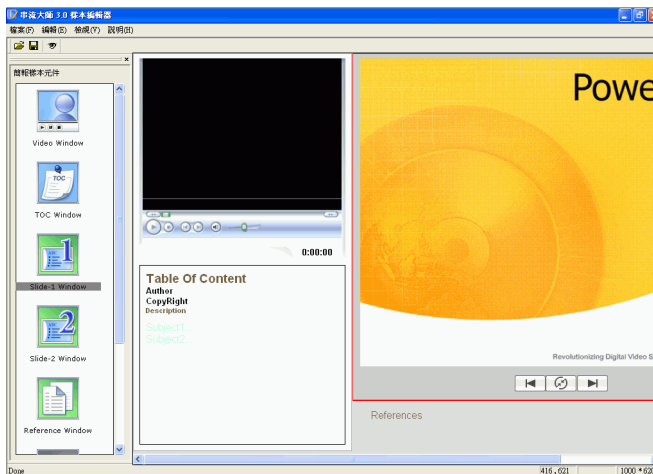 串流大師 3.0 樣本編輯器
檔案(F) 編輯(E) 檢視(V) 說明(H)
簡報樣本元件
Video Window
TOC
TOC Window
1
Slide-1 Window
2
Slide-2 Window
Reference Window
0:00:00
Table Of Content
Author
CopyRight
Description
Subject1...
Subject2...
Powe
Revolutionizing Digital Video S
References
Done
416,621
1000 * 620